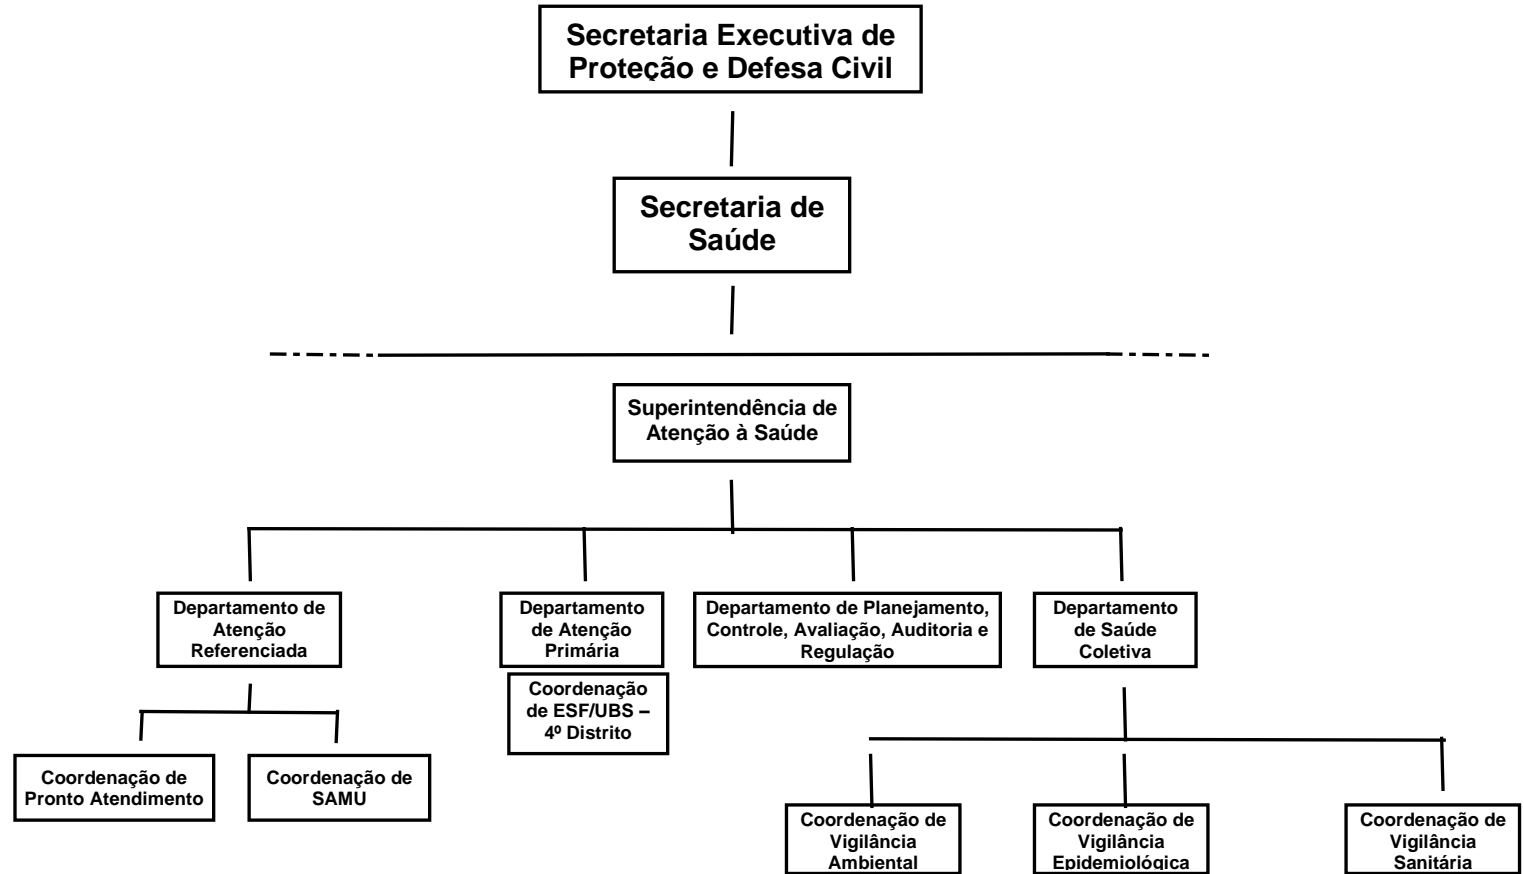 Secretaria Executiva de
Proteção e Defesa Civil
Secretaria de
Saúde
Superintendência de
Atenção à Saúde
Departamento de
Atenção
Referenciada
Departamento
de Atenção
Primária
Departamento de Planejamento,
Controle, Avaliação, Auditoria e
Regulação
Departamento
de Saúde
Coletiva
Coordenação
de ESF/UBS –
4º Distrito
Coordenação de
Pronto Atendimento
Coordenação de
SAMU
Coordenação de
Vigilância
Ambiental
Coordenação de
Vigilância
Epidemiológica
Coordenação de
Vigilância
Sanitária